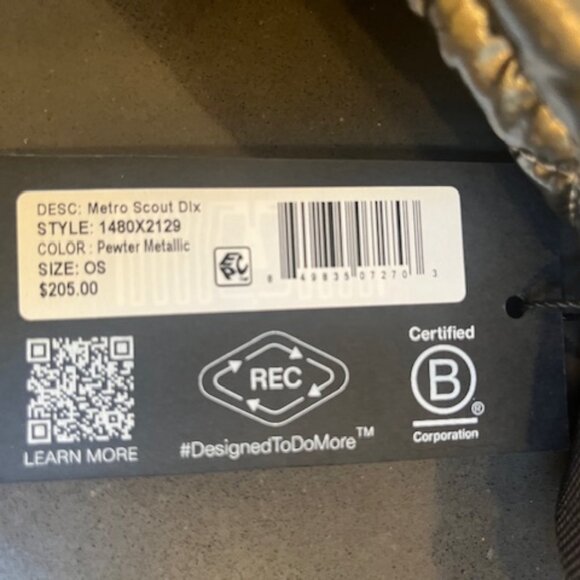 DESC: Metro Scout Dlx
STYLE: 1480X2129
COLOR : Pewter Metallic
SIZE: OS
$205.00
EPC
8 49835 07270 3
LEARN MORE
REC
#DesignedToDoMore™
Certified
B
®
Corporation